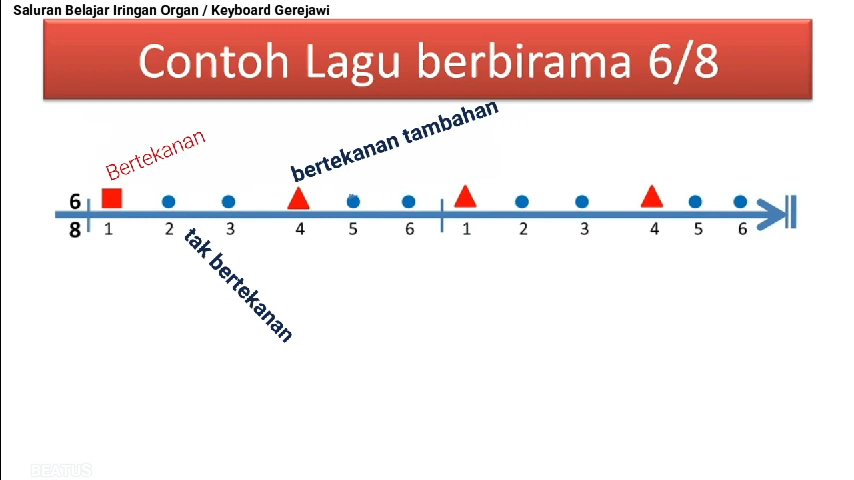 Saluran Belajar Iringan Organ / Keyboard Gerejawi
Contoh Lagu berbirama 6/8
Bertekanan
bertekanan tambahan
6
8
1 2 3 4 5 6 1 2 3 4 5 6
tak bertekanan
BEATUS